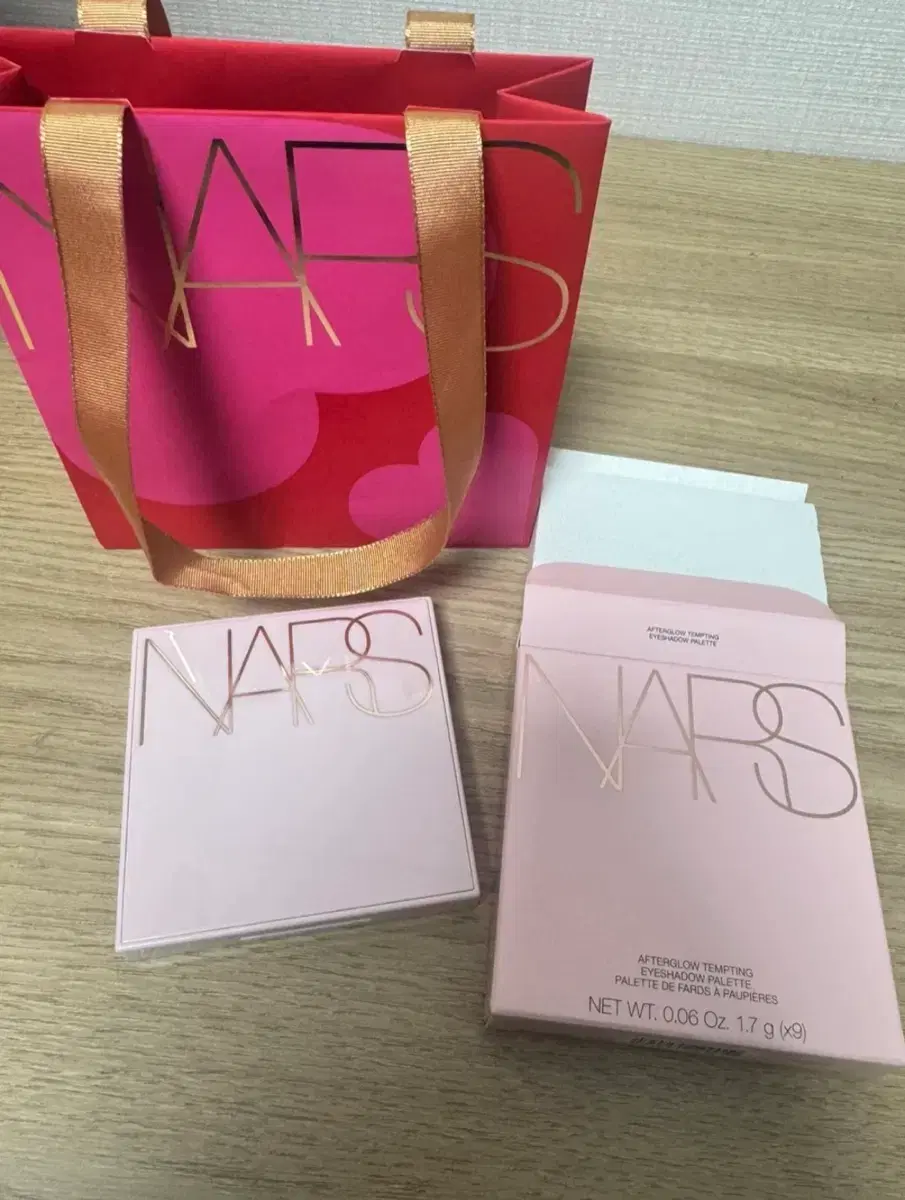 NARS
NARS
AFTERGLOW TEMPTING
EYESHADOW PALETTE
NARS
AFTERGLOW TEMPTING
EYESHADOW PALETTE
PALETTE DE FARDS À PAUPIÈRES
NET WT. 0.06 Oz. 1.7 g (x9)